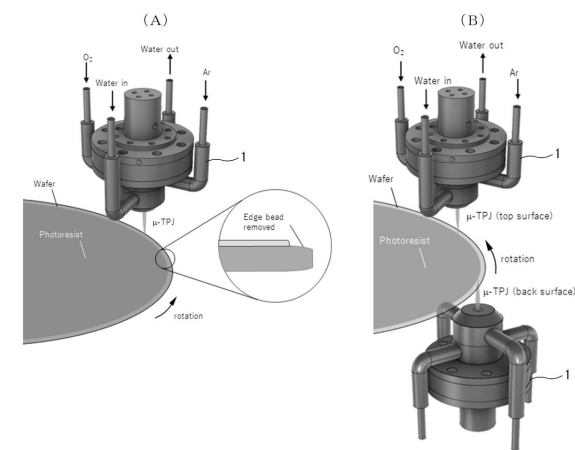 (A)
O₂
Water in
Water out
Ar
1
Wafer
μ-TPJ
Photoresist
Edge bead
removed
rotation
(B)
O₂
Water in
Water out
Ar
1
Wafer
μ-TPJ (top surface)
Photoresist
rotation
μ-TPJ (back surface)
1